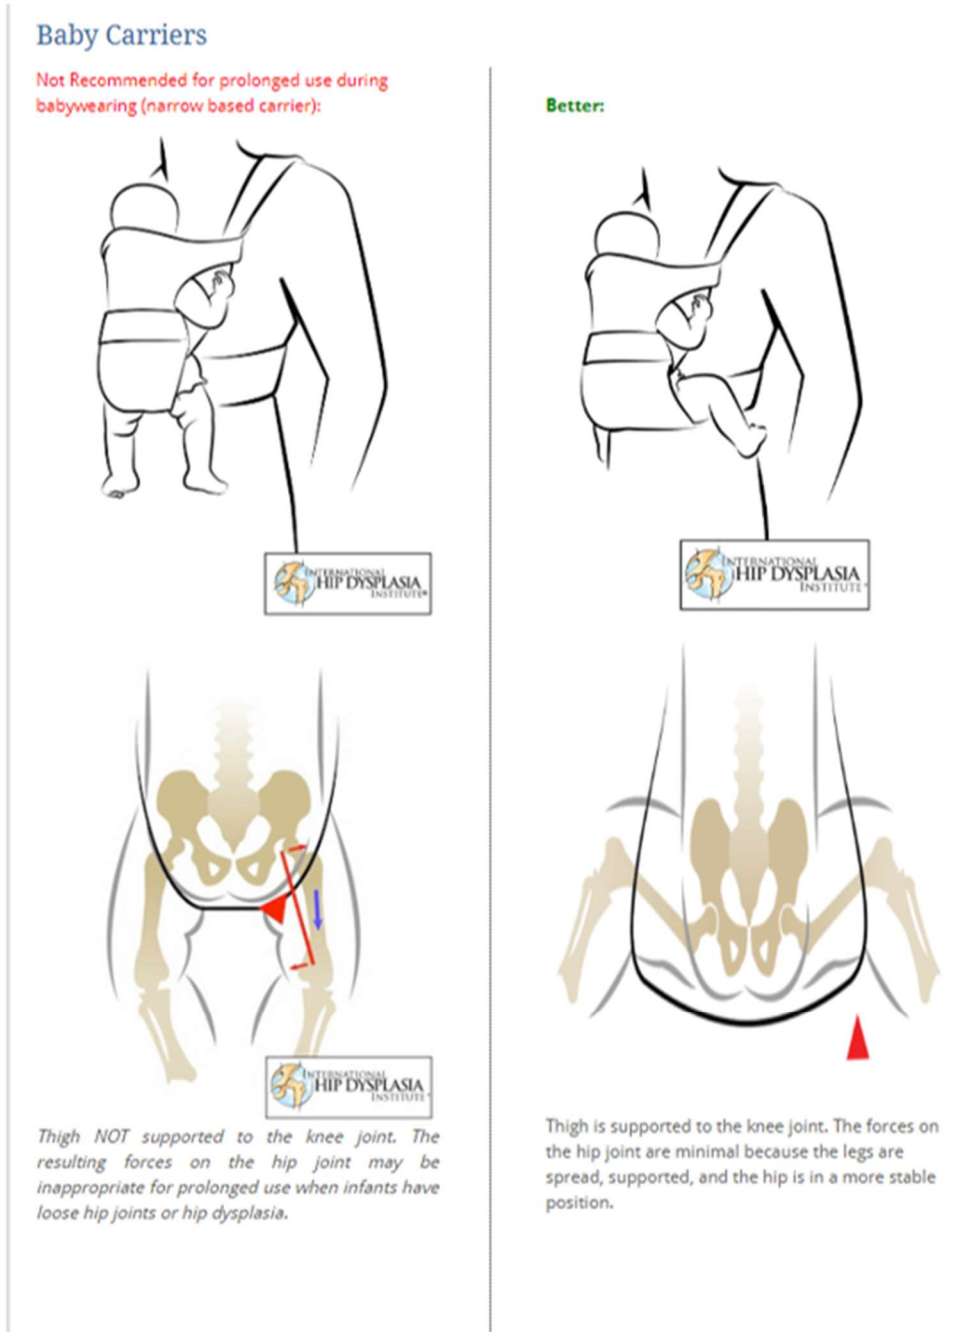 Baby Carriers
Not Recommended for prolonged use during
babywearing (narrow based carrier):
INTERNATIONAL
HIP DYSPLASIA
INSTITUTE®
INTERNATIONAL
HIP DYSPLASIA
INSTITUTE
Thigh NOT supported to the knee joint. The
resulting forces on the hip joint may be
inappropriate for prolonged use when infants have
loose hip joints or hip dysplasia.
Better:
INTERNATIONAL
HIP DYSPLASIA
INSTITUTE
Thigh is supported to the knee joint. The forces on
the hip joint are minimal because the legs are
spread, supported, and the hip is in a more stable
position.